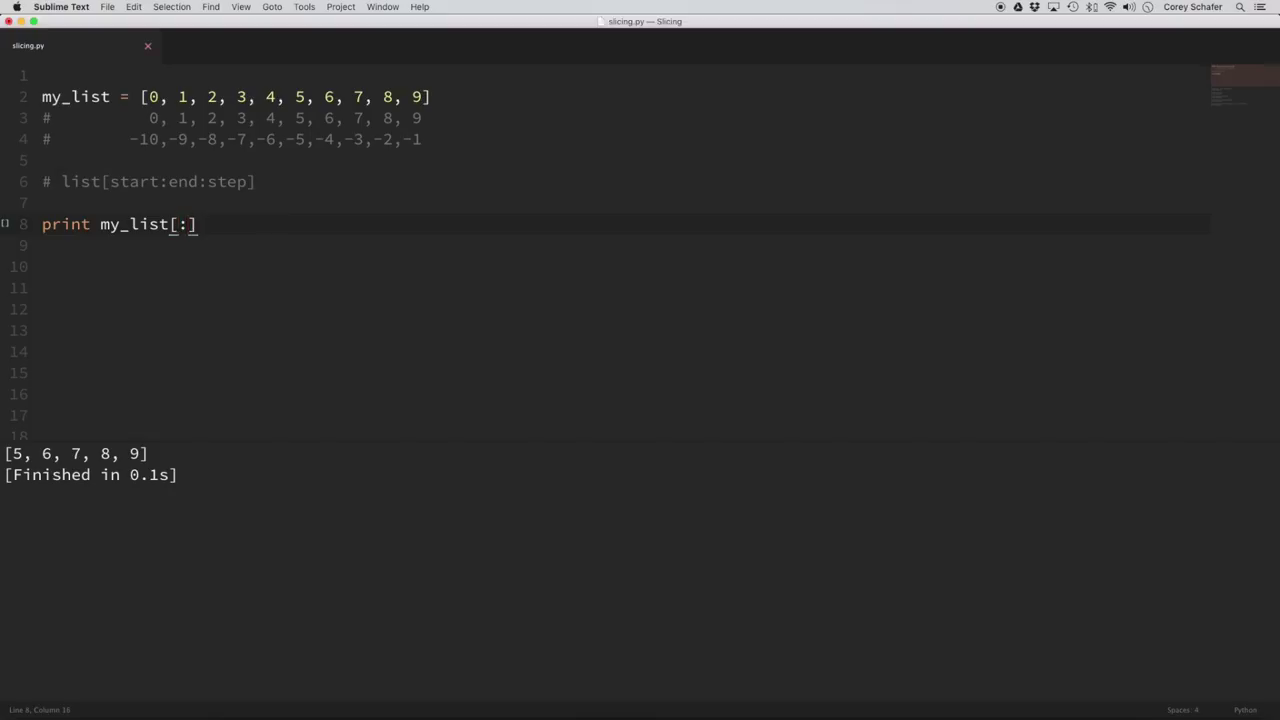 Sublime Text File Edit Selection Find View Goto Tools Project Window Help Corey Schafer
slicing.py — Slicing
slicing.py
1
2 my_list = [0, 1, 2, 3, 4, 5, 6, 7, 8, 9]
3 # 0, 1, 2, 3, 4, 5, 6, 7, 8, 9
4 # -10,-9,-8,-7,-6,-5,-4,-3,-2,-1
5
6 # list[start:end:step]
7
8 print my_list[:]
9
10
11
12
13
14
15
16
17
18
[5, 6, 7, 8, 9]
[Finished in 0.1s]
Line 8, Column 16 Spaces: 4 Python